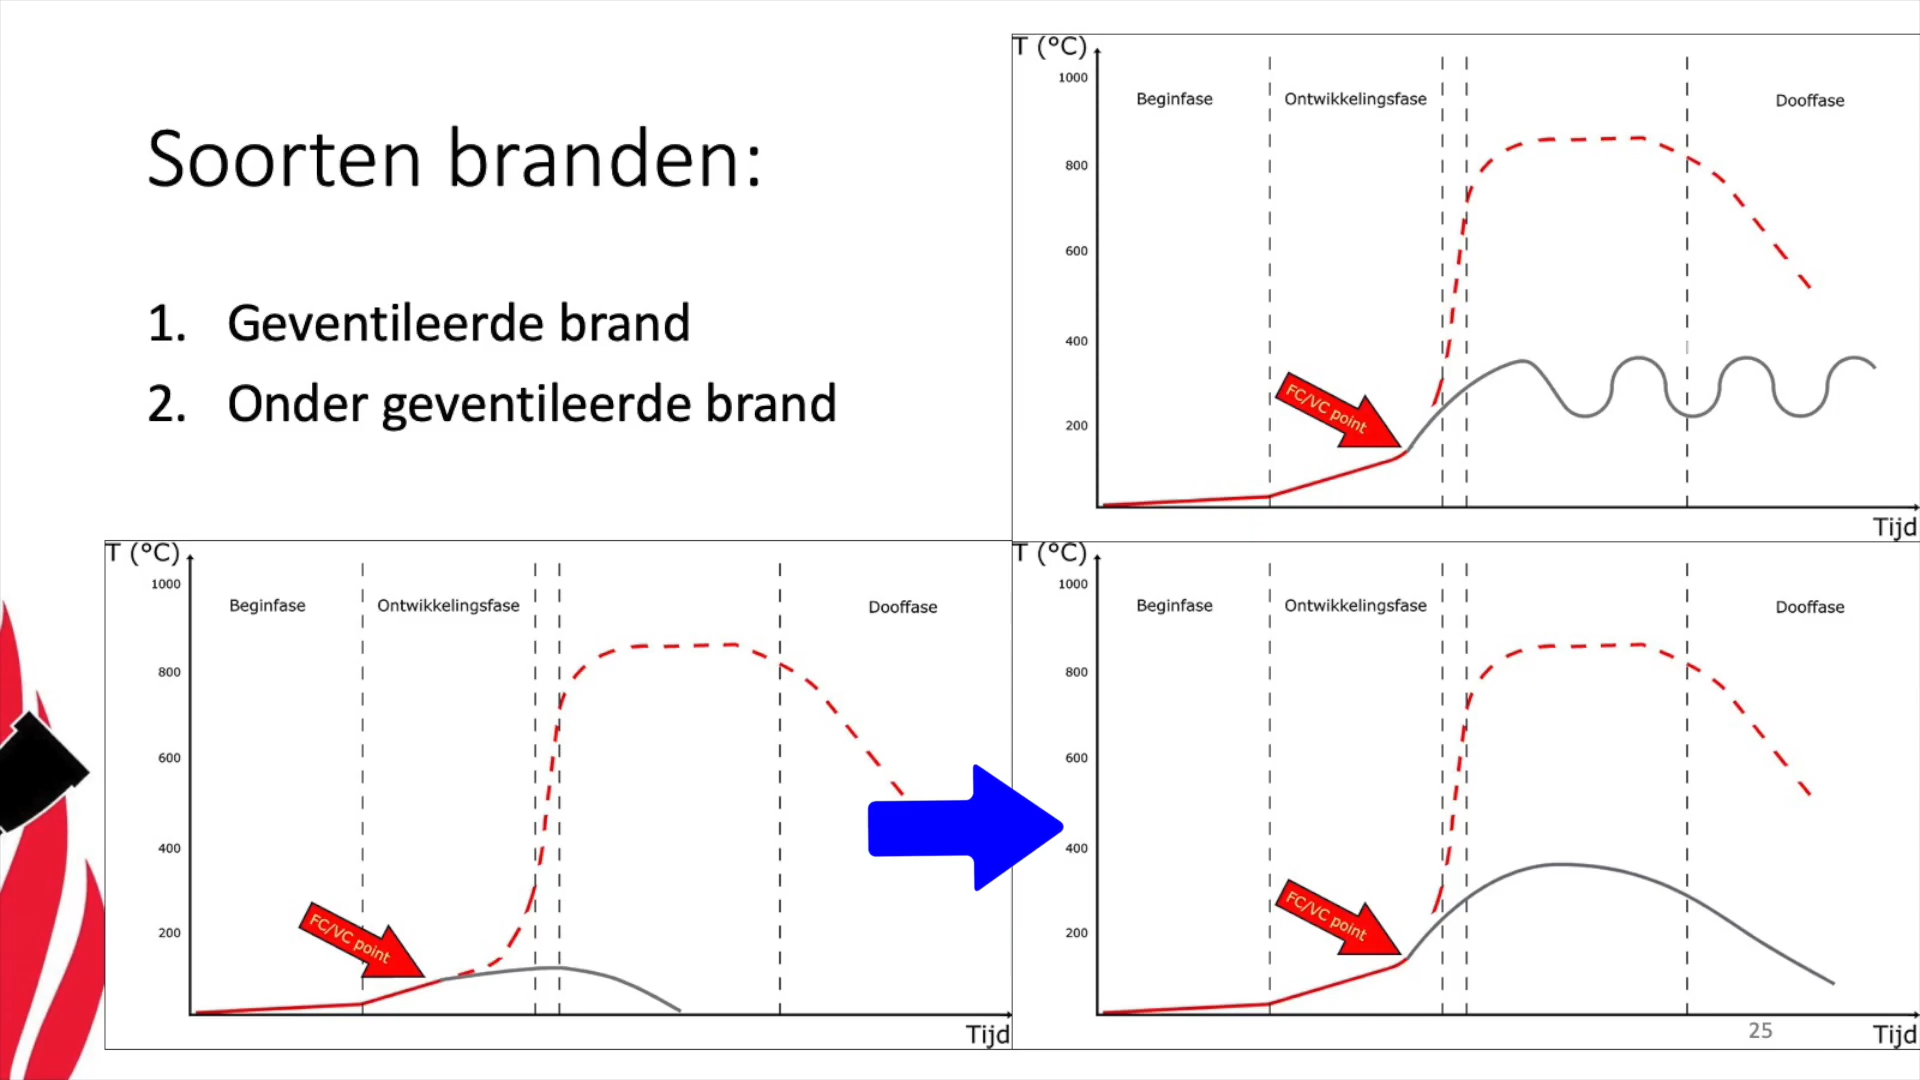 Soorten branden:
1. Geventileerde brand
2. Onder geventileerde brand
T (°C)
1000
800
600
400
200
Beginfase
Ontwikkelingsfase
Dooffase
FC/VC point
Tijd
T (°C)
1000
800
600
400
200
Beginfase
Ontwikkelingsfase
Dooffase
FC/VC point
Tijd
T (°C)
1000
800
600
400
200
Beginfase
Ontwikkelingsfase
Dooffase
FC/VC point
25
Tijd